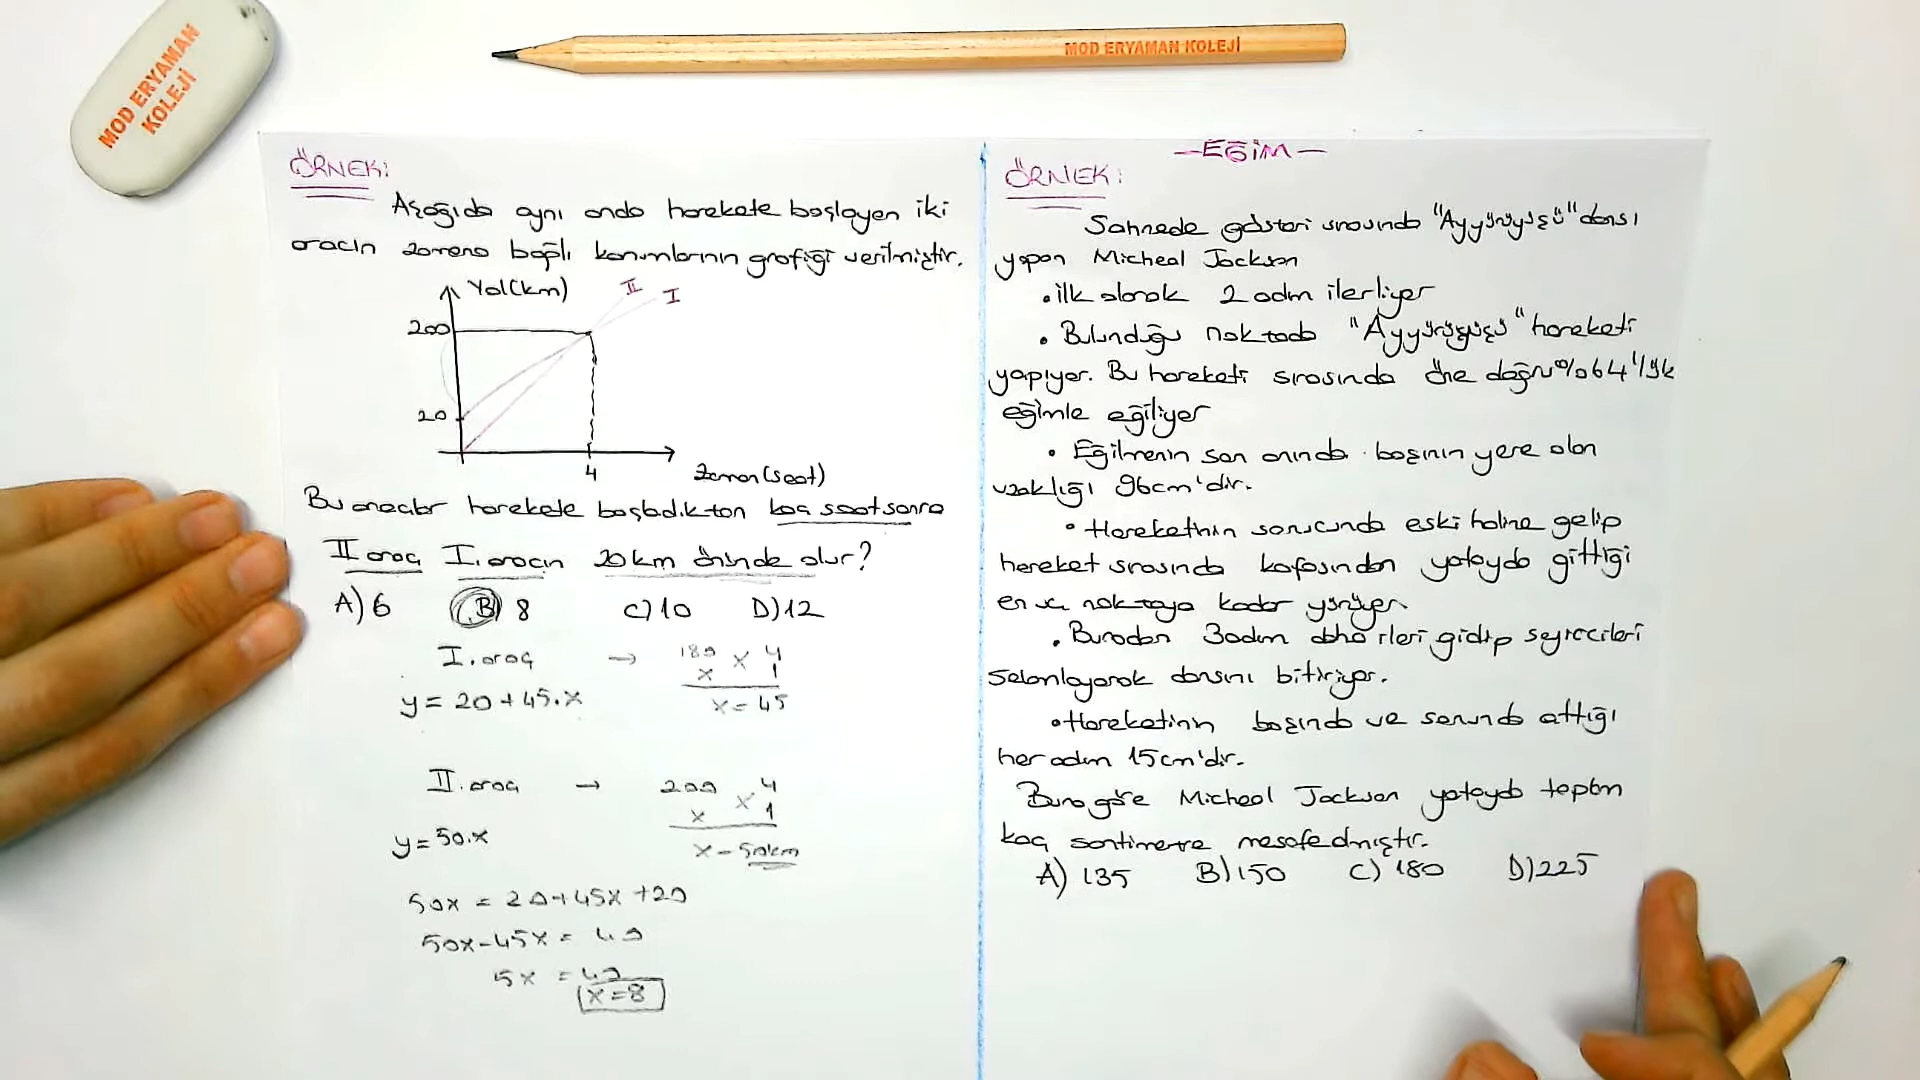 MOD ERYAMAN
KOLEJİ
MOD ERYAMAN KOLEJİ
ÖRNEK:
Aşağıda aynı anda harekete başlayan iki
aracın zamana bağlı konumlarının grafiği verilmiştir.
Yol(km)
II
I
200
20
4
Zaman(saat)
Bu araçlar harekete başladıktan kaç saat sonra
II araç I. aracın 20km önünde olur?
A) 6 B) 8 C) 10 D) 12
I. araç → 180 x 4
x 1
y = 20 + 45.x
x = 45
II. araç → 200 x 4
x 1
y = 50.x
x = 50km
50x = 20 + 45x + 20
50x - 45x = 40
5x = 40
x = 8
-EĞİM-
ÖRNEK:
Sahnede gösteri sırasında "Ayyürüyüşü" dansı
yapan Micheal Jackson
• ilk olarak 2 adım ilerliyor
• Bulunduğu noktada "Ayyürüyüşü" hareketi
yapıyor. Bu hareketi sırasında öne doğru %64'lük
eğimle eğiliyor
• Eğilmenin son anında başının yere olan
uzaklığı 96cm'dir.
• Hareketinin sonucunda eski haline gelip
hareket sırasında kafasından yatayda gittiği
en uç noktaya kadar yürüyor.
• Buradan 3 adım daha ileri gidip seyircileri
selamlayarak dansını bitiriyor.
• Hareketinin başında ve sonunda attığı
her adım 15cm'dir.
Buna göre Micheal Jackson yatayda toplam
kaç santimetre mesafe
A) 135 B) 150 C) 180 D) 225